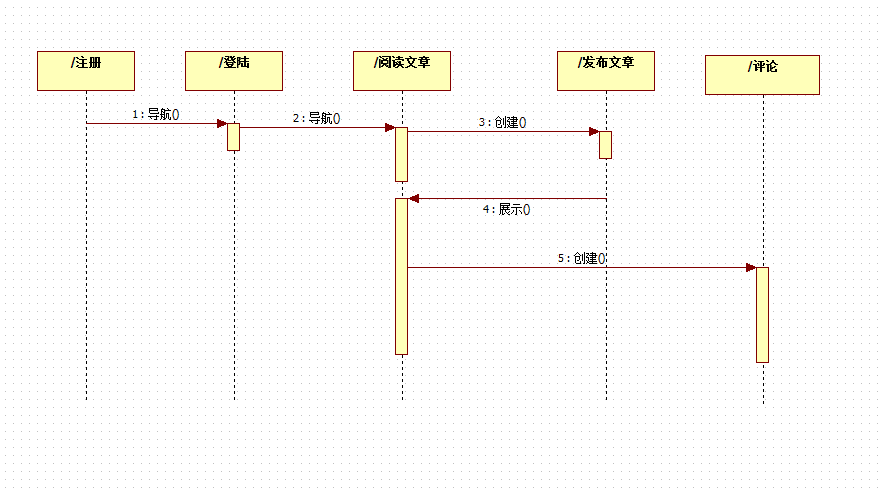 /注册
/登陆
/阅读文章
/发布文章
/评论
1:导航()
2:导航()
3:创建()
4:展示()
5:创建()